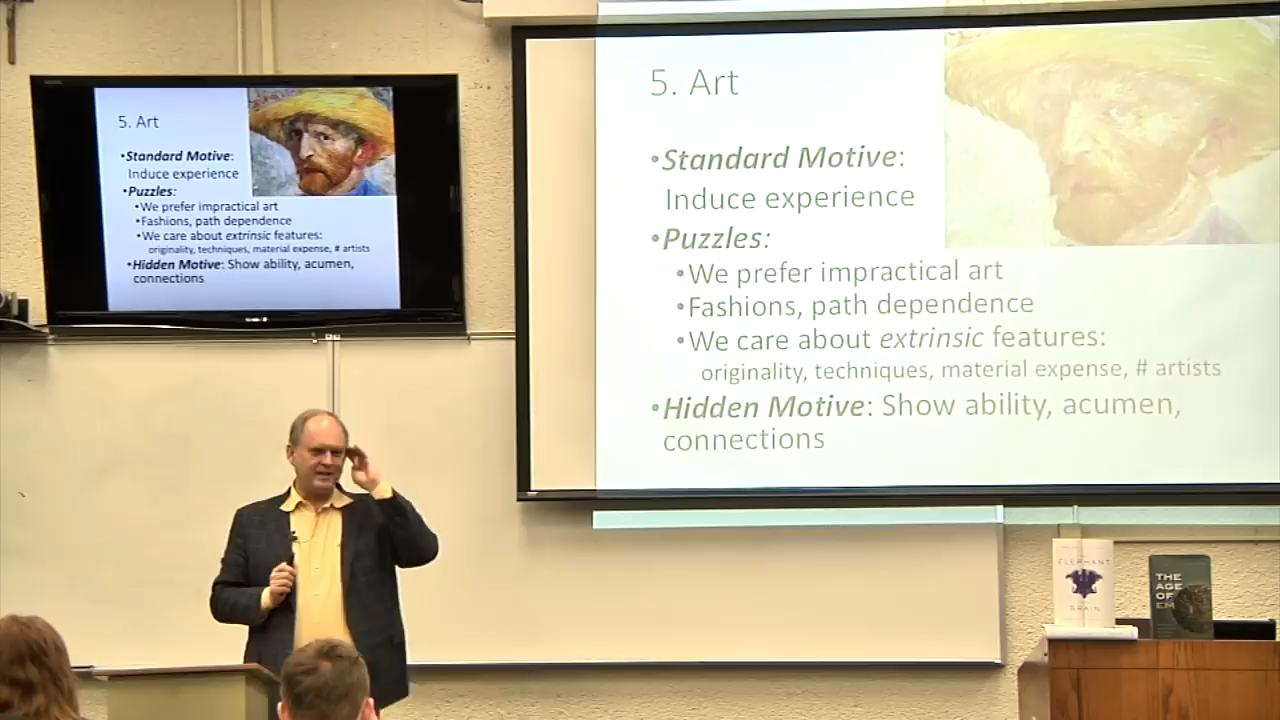 5. Art
•Standard Motive:
Induce experience
•Puzzles:
•We prefer impractical art
•Fashions, path dependence
•We care about extrinsic features:
originality, techniques, material expense, # artists
•Hidden Motive: Show ability, acumen,
connections
5. Art
•Standard Motive:
Induce experience
•Puzzles:
•We prefer impractical art
•Fashions, path dependence
•We care about extrinsic features:
originality, techniques, material expense, # artists
•Hidden Motive: Show ability, acumen,
connections
ELEPHANT
BRAIN
THE
AGE
OF
EM